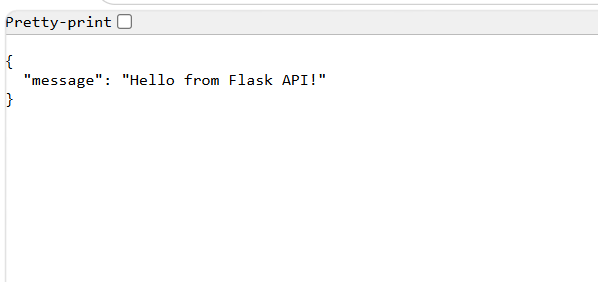 Pretty-print
{
  "message": "Hello from Flask API!"
}